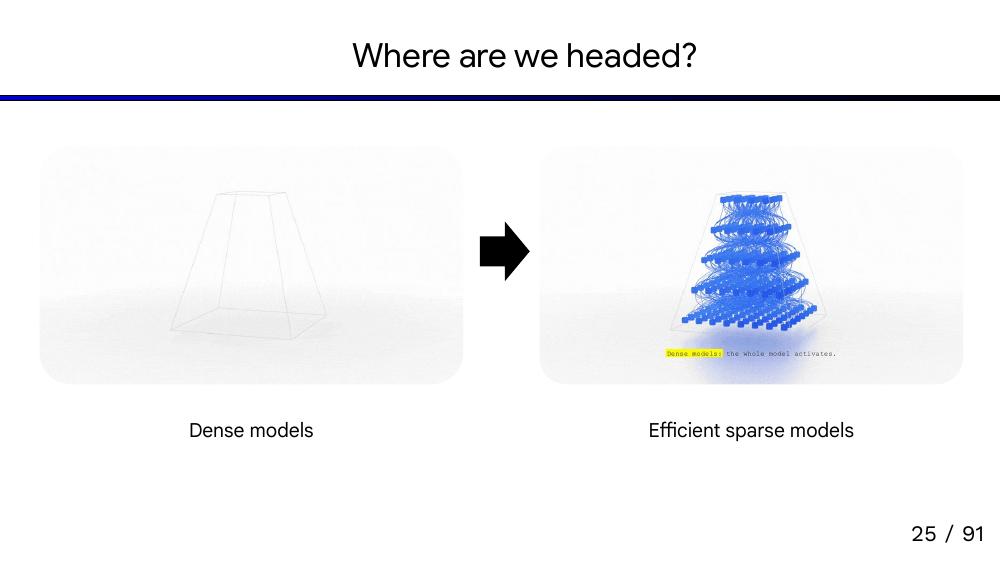 Where are we headed?
Dense models: the whole model activates.
Dense models
Efficient sparse models
25 / 91